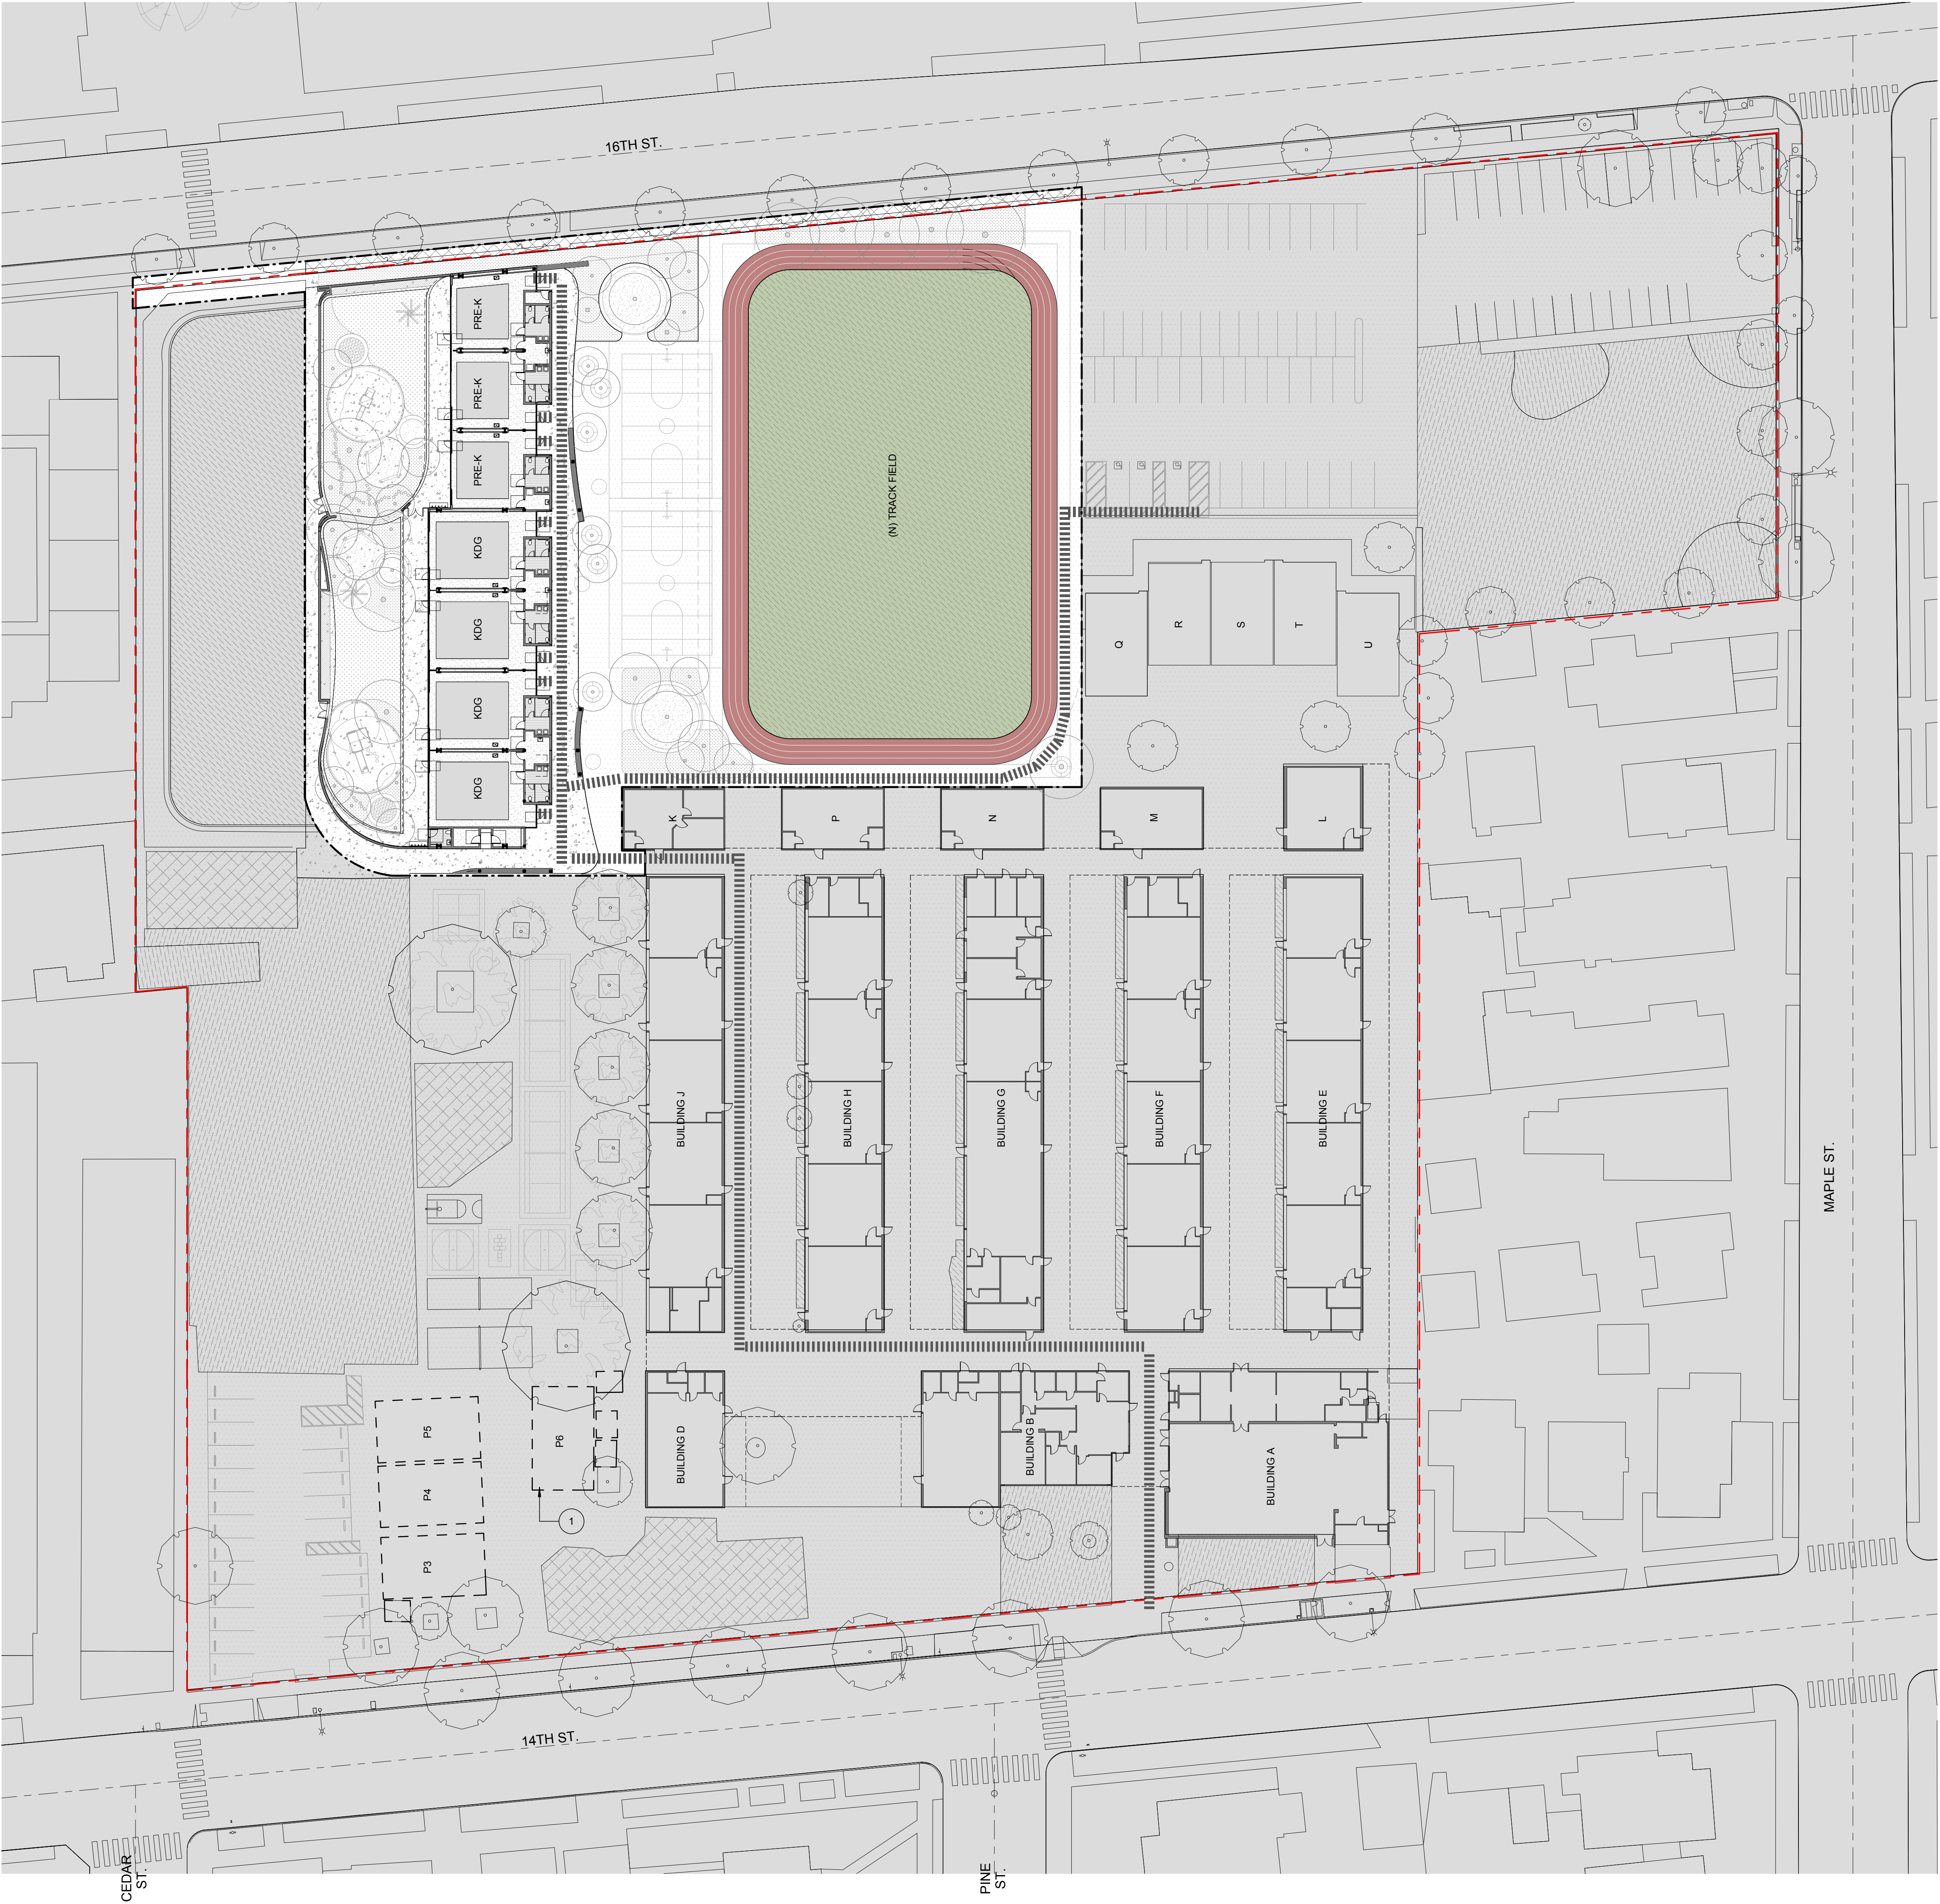 16TH ST.
PRE-K
PRE-K
PRE-K
KDG
KDG
KDG
KDG
(N) TRACK FIELD
Q
R
S
T
U
K
P
N
M
L
BUILDING J
BUILDING H
BUILDING G
BUILDING F
BUILDING E
MAPLE ST.
P5
P4
P3
P6
1
BUILDING D
BUILDING B
BUILDING A
14TH ST.
CEDAR
ST.
PINE
ST.